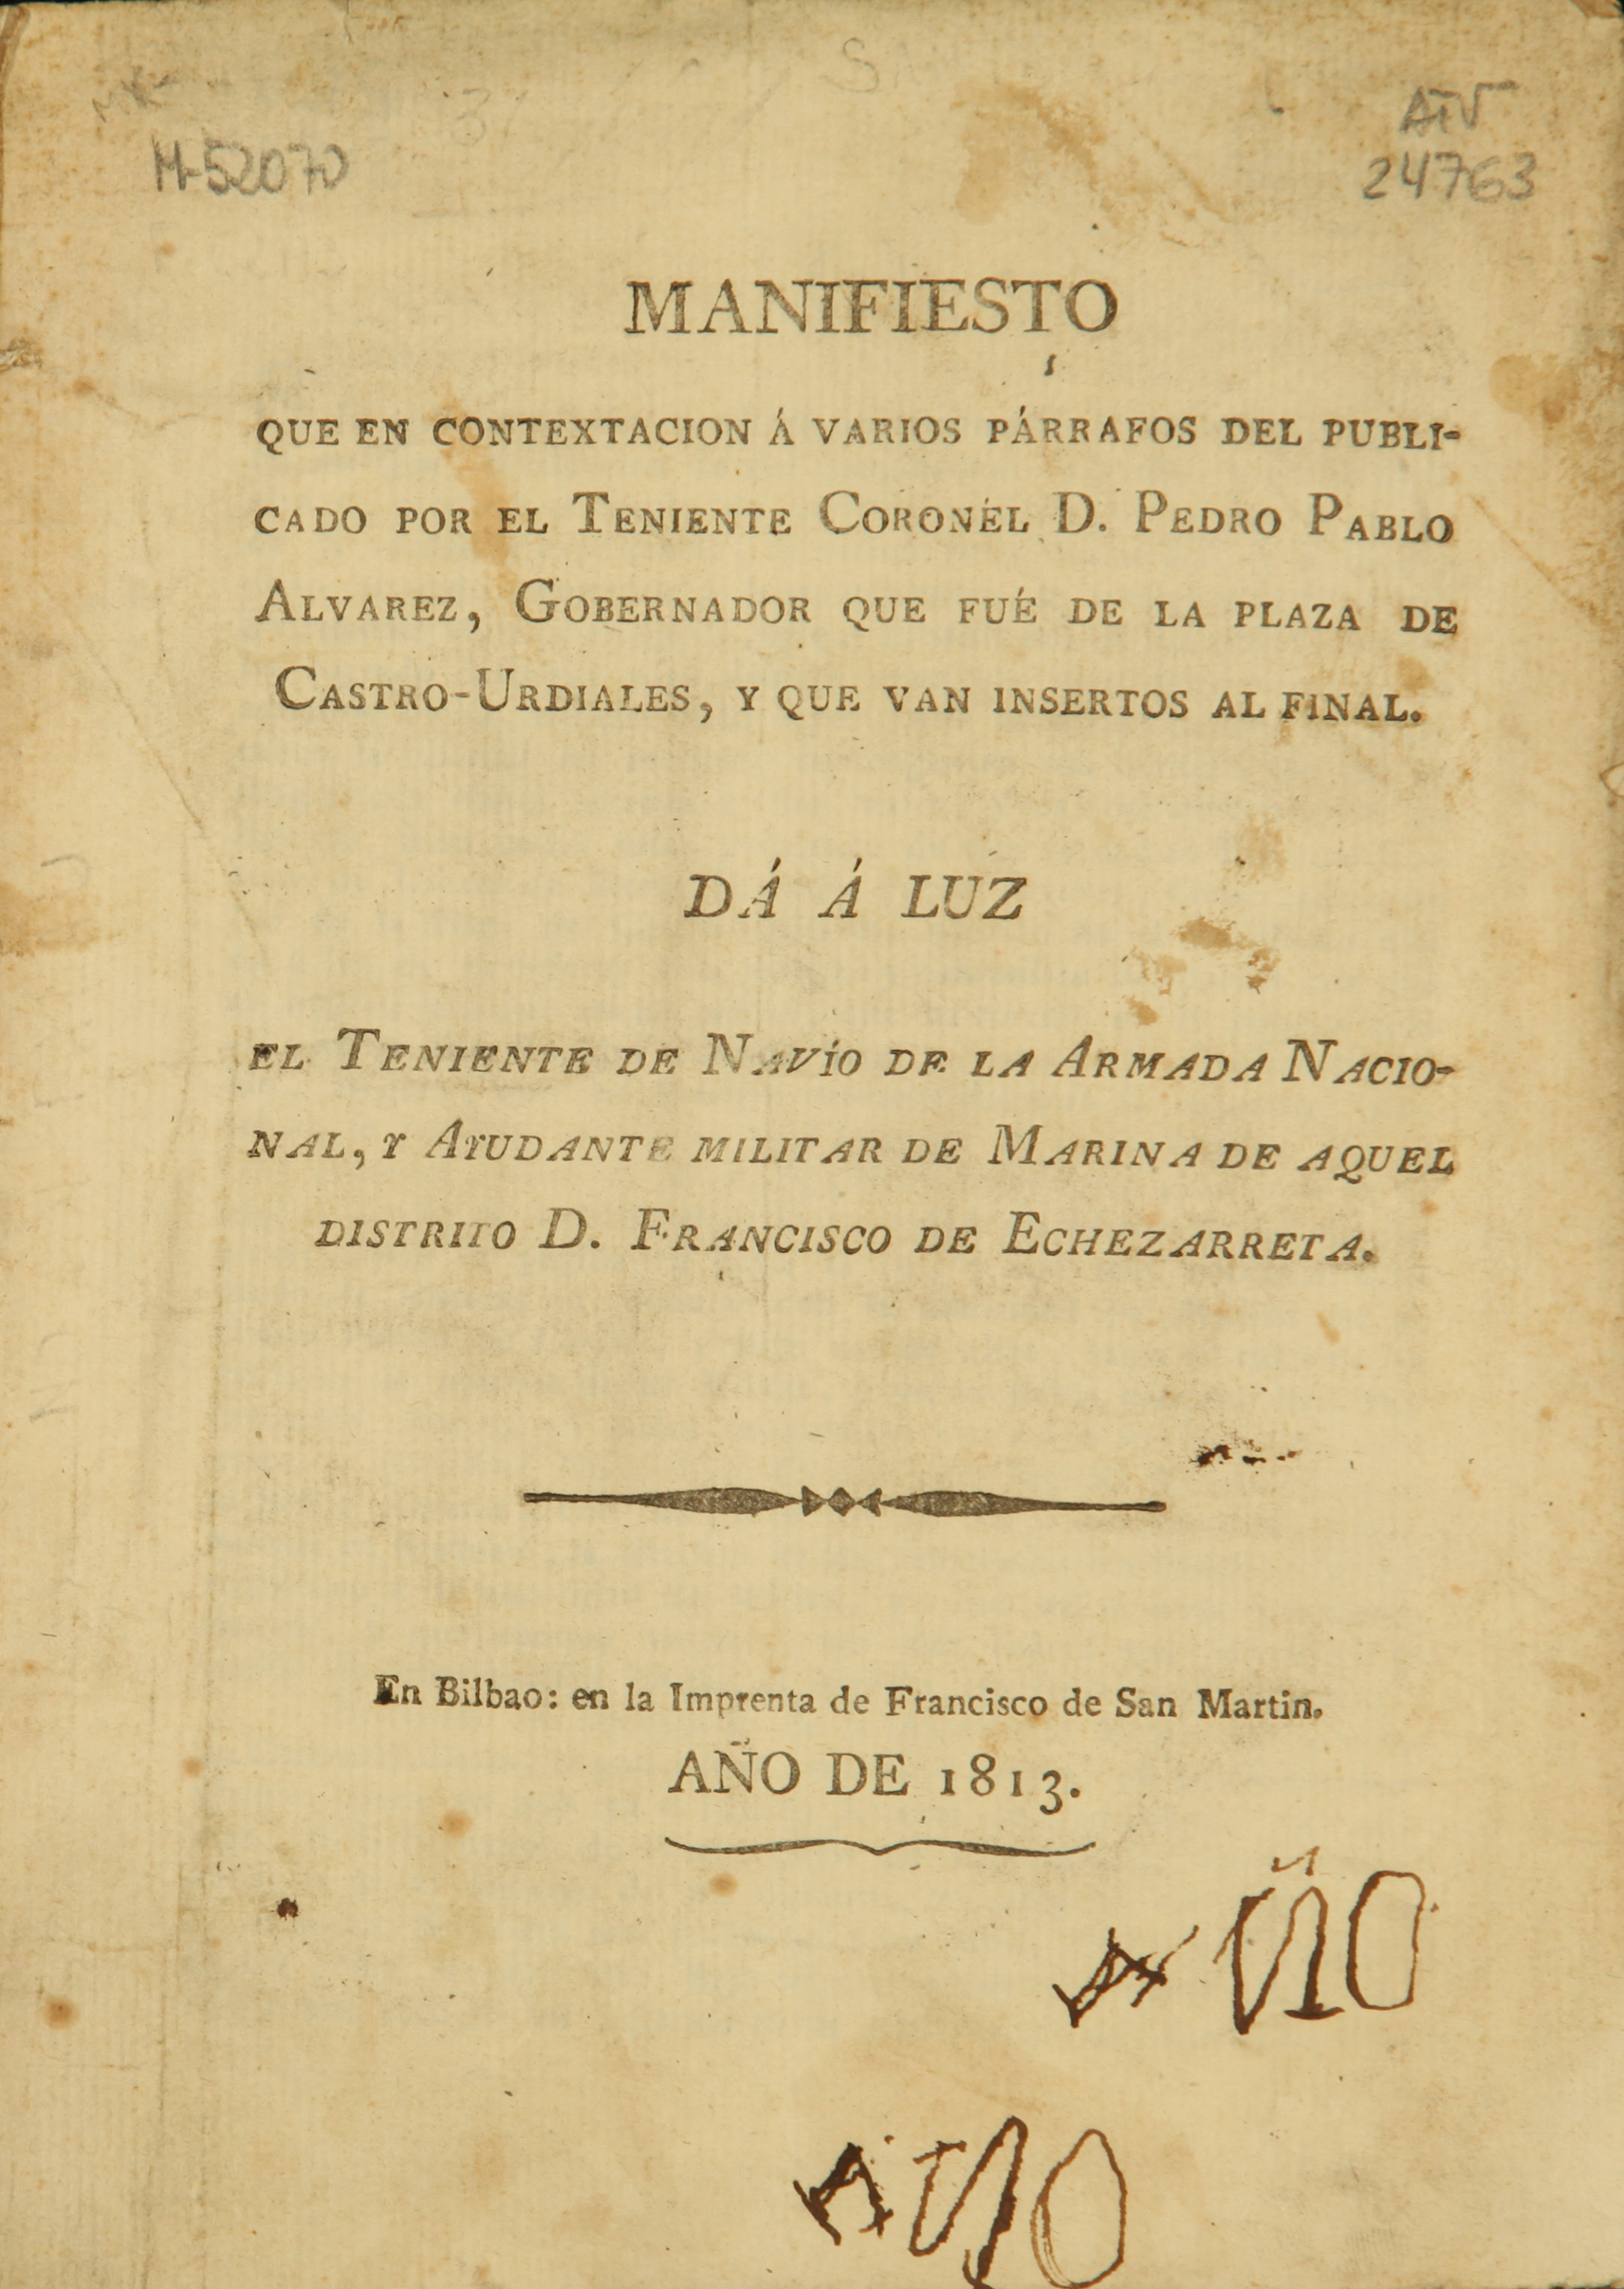 M-52070
ATV
24763
MANIFIESTO
QUE EN CONTEXTACION Á VARIOS PÁRRAFOS DEL PUBLI-
CADO POR EL TENIENTE CORONEL D. PEDRO PABLO
ALVAREZ, GOBERNADOR QUE FUÉ DE LA PLAZA DE
CASTRO-URDIALES, Y QUE VAN INSERTOS AL FINAL.
DÁ Á LUZ
EL TENIENTE DE NAVÍO DE LA ARMADA NACIO-
NAL, Y AYUDANTE MILITAR DE MARINA DE AQUEL
DISTRITO D. FRANCISCO DE ECHEZARRETA.
En Bilbao: en la Imprenta de Francisco de San Martin.
AÑO DE 1813.
AÑO
AÑO